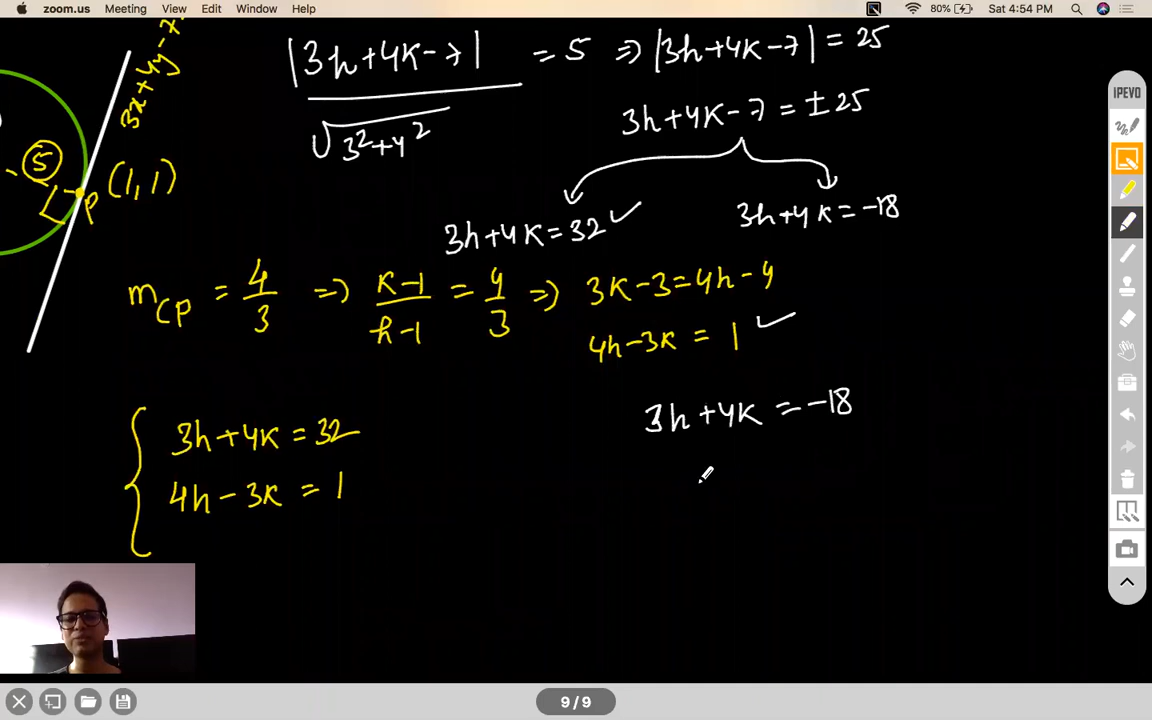 zoom.us Meeting View Edit Window Help 80% Sat 4:54 PM
3x+4y-x
|3h+4K-7| = 5 ⇒ |3h+4K-7| = 25
√3²+4²
3h+4K-7 = ±25
5
P (1,1)
3h+4K=32 ✓ 3h+4K=-18
m_CP = 4/3 ⇒ K-1/h-1 = 4/3 ⇒ 3K-3=4h-4
4h-3K = 1 ✓
3h+4K = 32
4h-3K = 1
3h+4K = -18
IPEVO
9 / 9